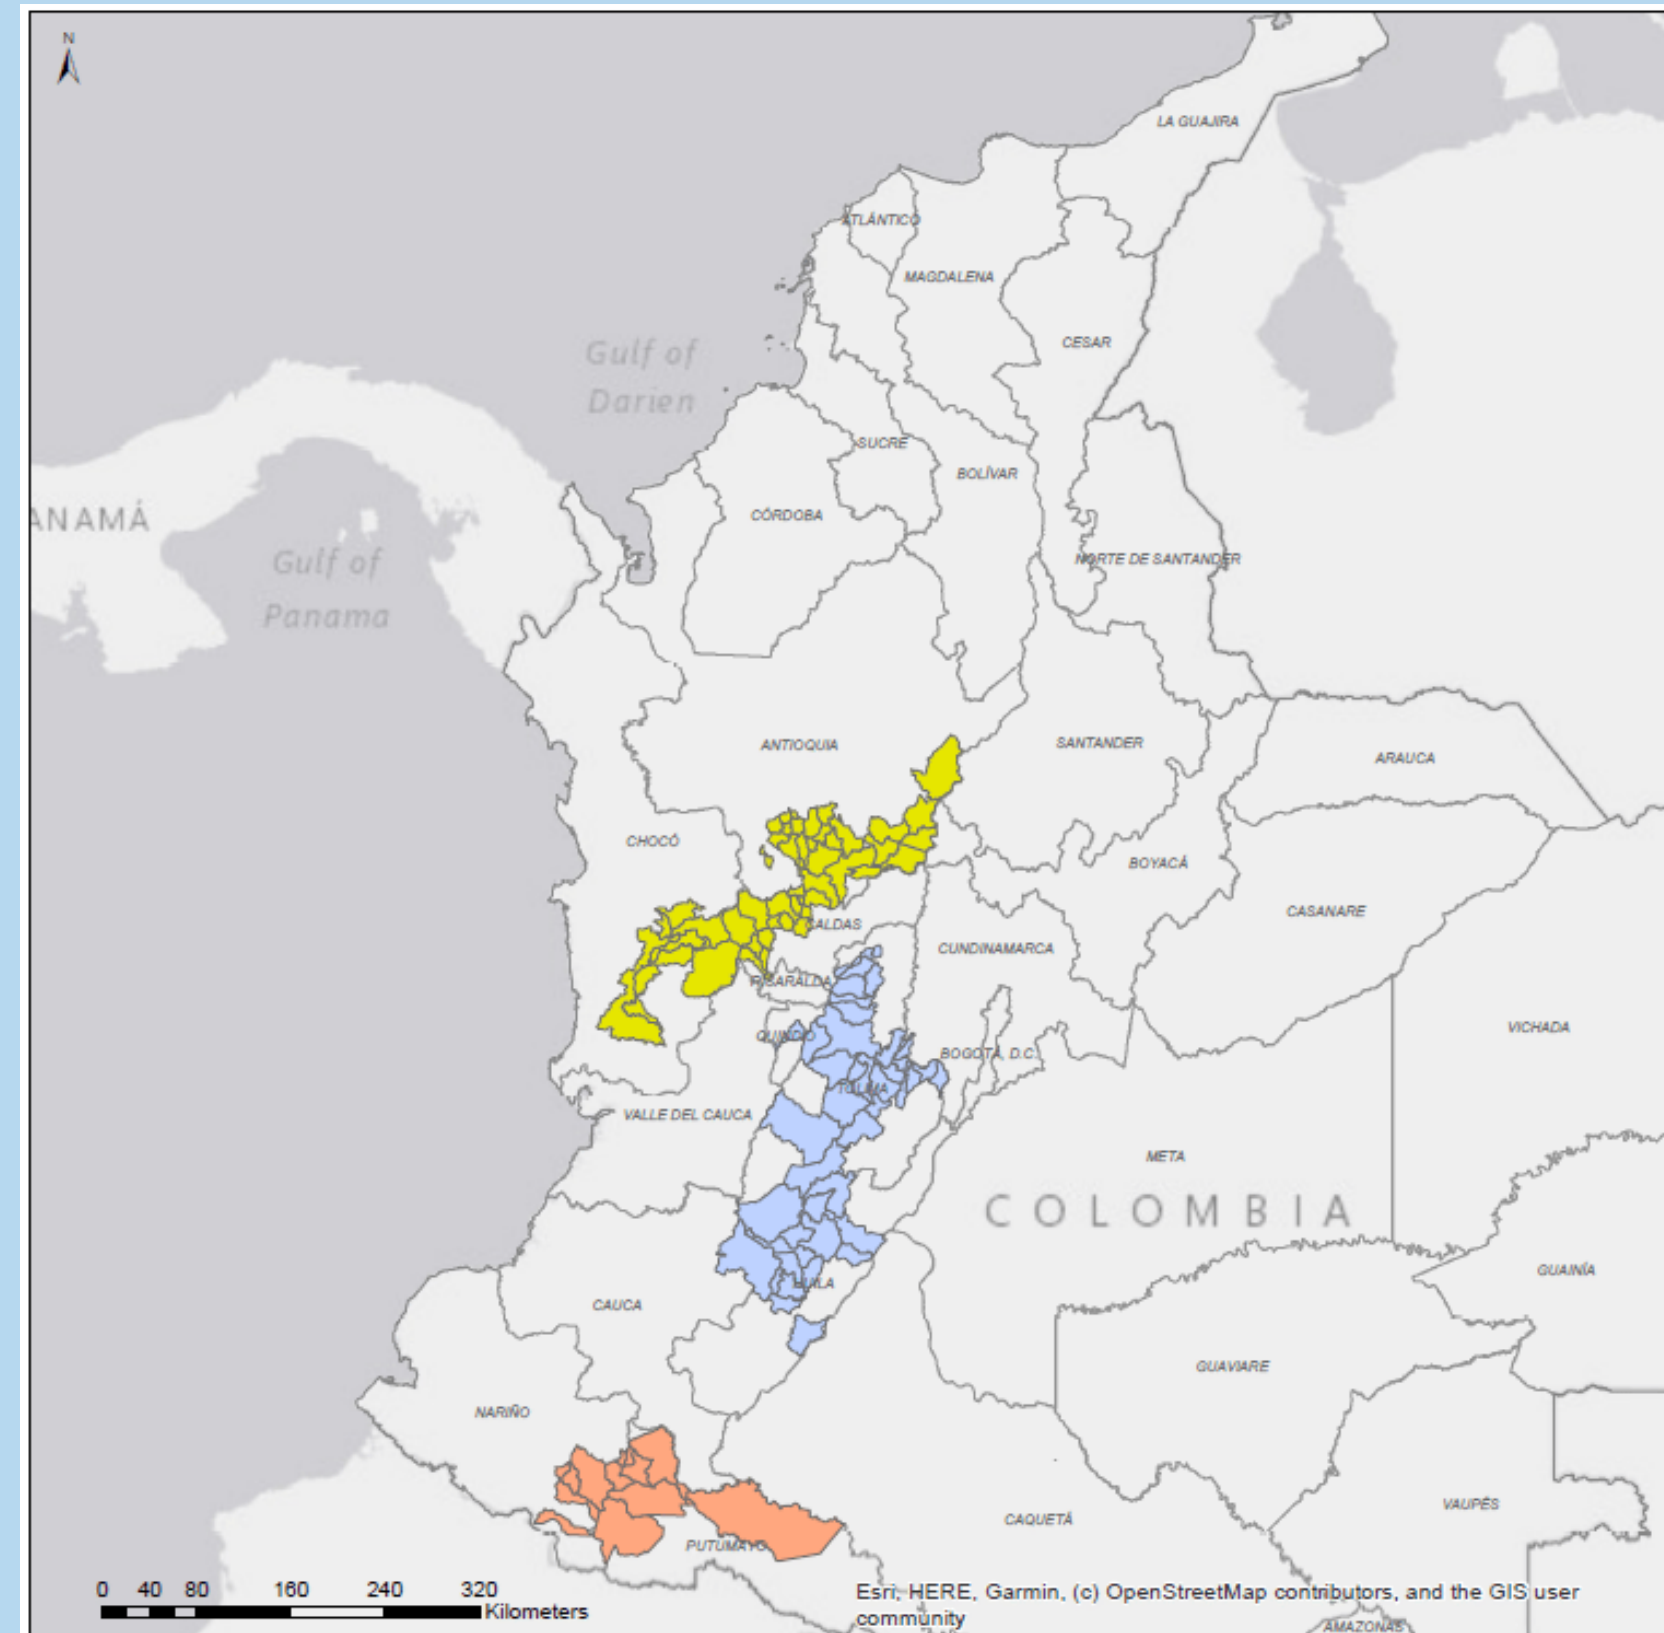 N
LA GUAJIRA
ATLÁNTICO
MAGDALENA
CESAR
Gulf of
Darien
SUCRE
BOLÍVAR
CÓRDOBA
ANAMÁ
Gulf of
Panama
NORTE DE SANTANDER
ANTIOQUIA
SANTANDER
ARAUCA
CHOCÓ
BOYACÁ
CASANARE
CALDAS
CUNDINAMARCA
RISARALDA
VICHADA
QUINDÍO
BOGOTÁ, D.C.
TOLIMA
VALLE DEL CAUCA
META
COLOMBIA
GUAINÍA
HUILA
CAUCA
GUAVIARE
NARIÑO
VAUPÉS
CAQUETÁ
PUTUMAYO
0 40 80 160 240 320
Kilometers
Esri, HERE, Garmin, (c) OpenStreetMap contributors, and the GIS user
community
AMAZONAS